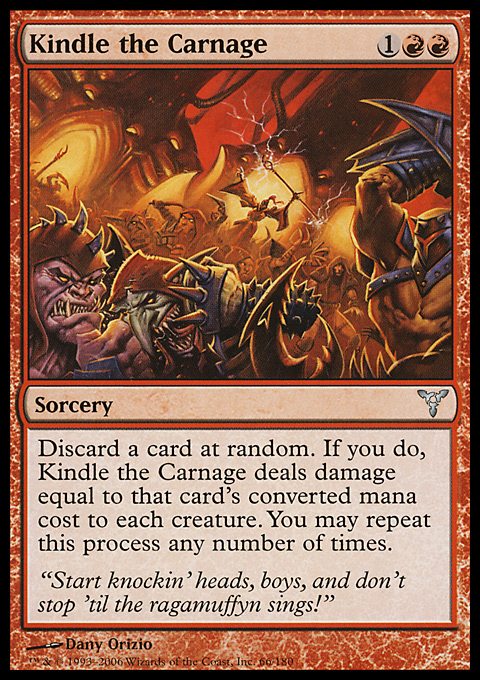 Kindle the Carnage 1
Sorcery
Discard a card at random. If you do,
Kindle the Carnage deals damage
equal to that card's converted mana
cost to each creature. You may repeat
this process any number of times.
“Start knockin' heads, boys, and don't
stop 'til the ragamuffyn sings!”
Dany Orizio
™ & © 1993–2006 Wizards of the Coast, Inc. 66/180